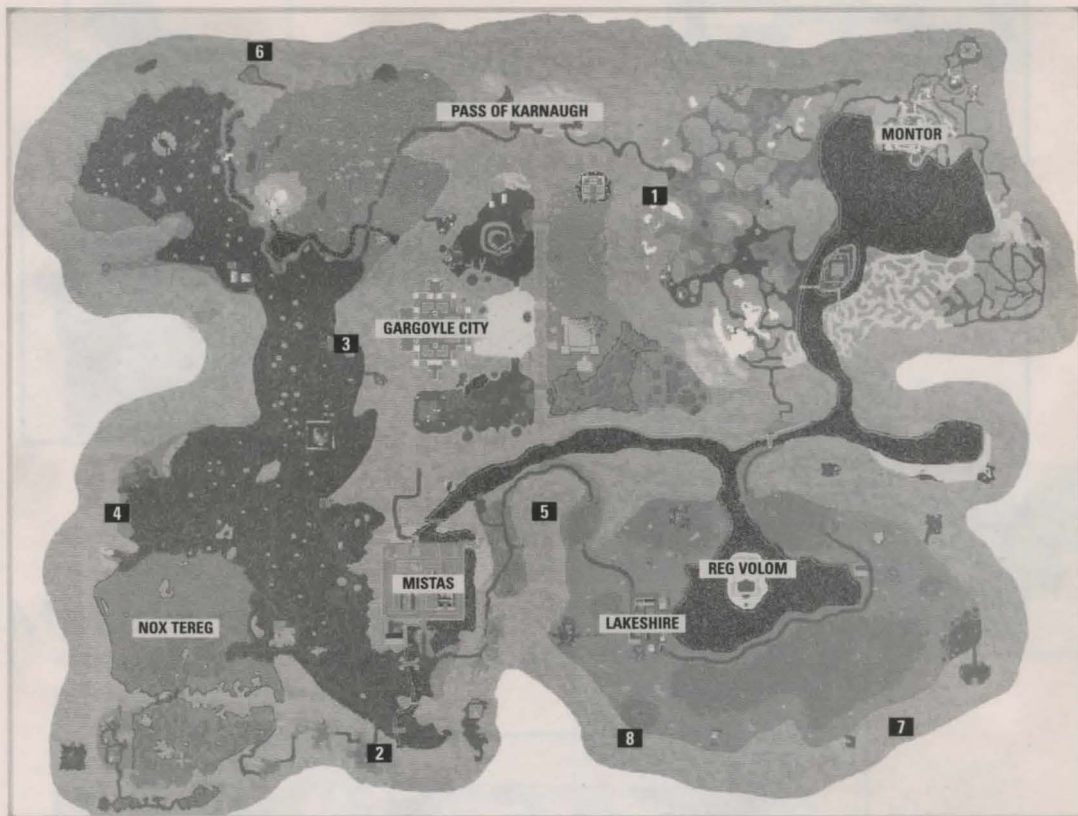 6
PASS OF KARNAUGH
MONTOR
1
GARGOYLE CITY
3
4
5
MISTAS
REG VOLOM
NOX TEREG
LAKESHIRE
2
8
7